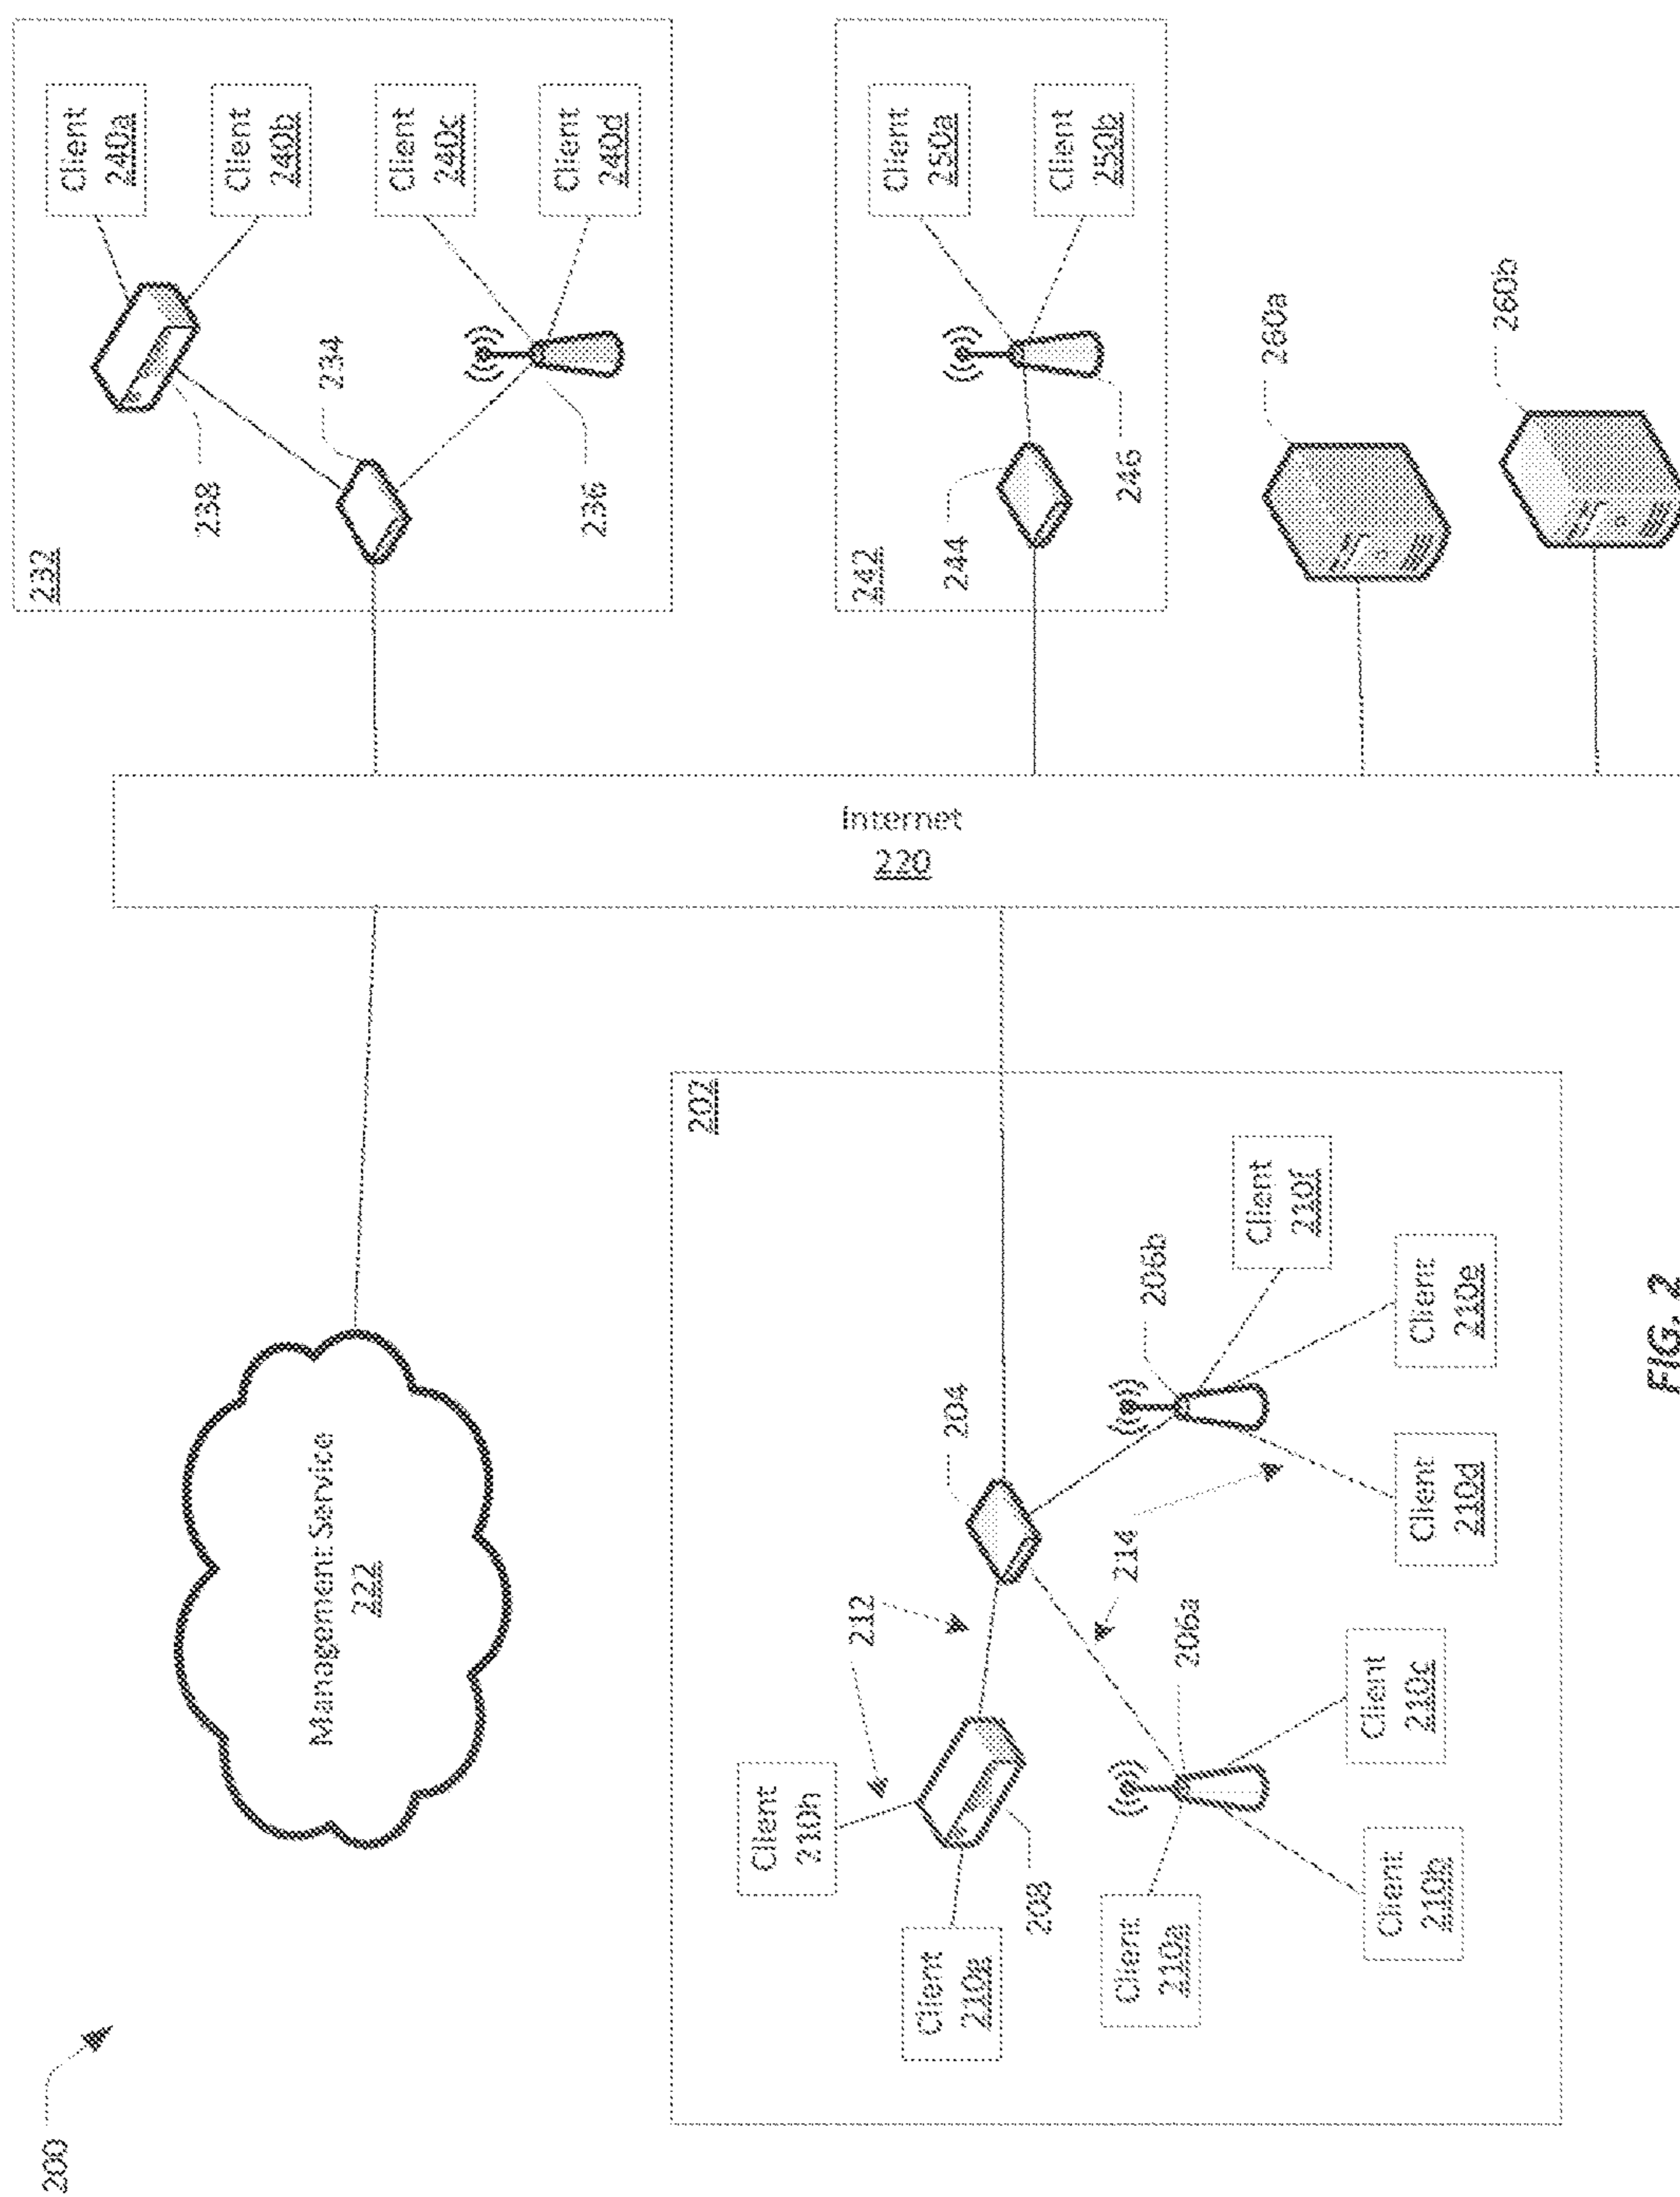 200
Management Service
222
202
Client
210h
212
204
Client
210g
208
206b
214
206a
Client
210a
Client
210f
Client
210c
Client
210b
Client
210d
Client
210e
Internet
220
232
238
234
236
Client
240a
Client
240b
Client
240c
Client
240d
242
244
246
Client
250a
Client
250b
260a
260b
FIG. 2